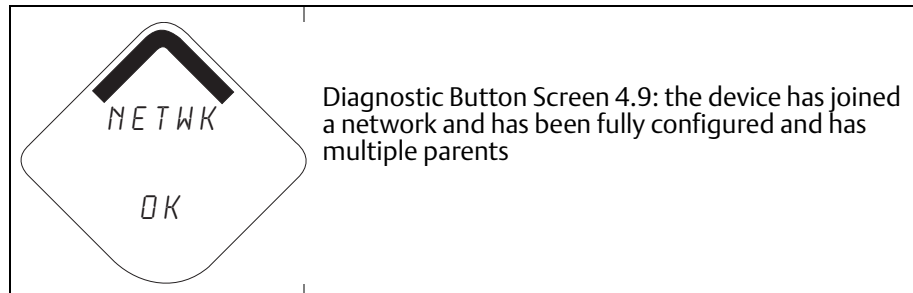 NETWK
OK
Diagnostic Button Screen 4.9: the device has joined
a network and has been fully configured and has
multiple parents